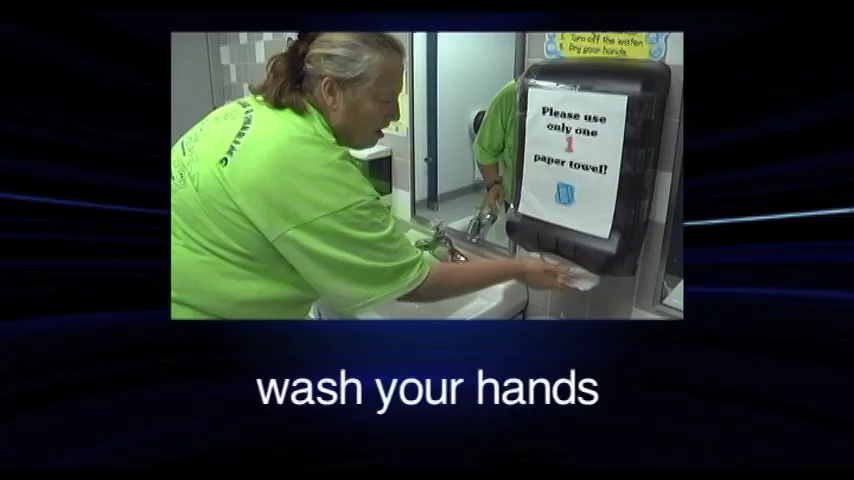 5. Turn off the water
6. Dry your hands.
Please use
only one
1
paper towel!
wash your hands